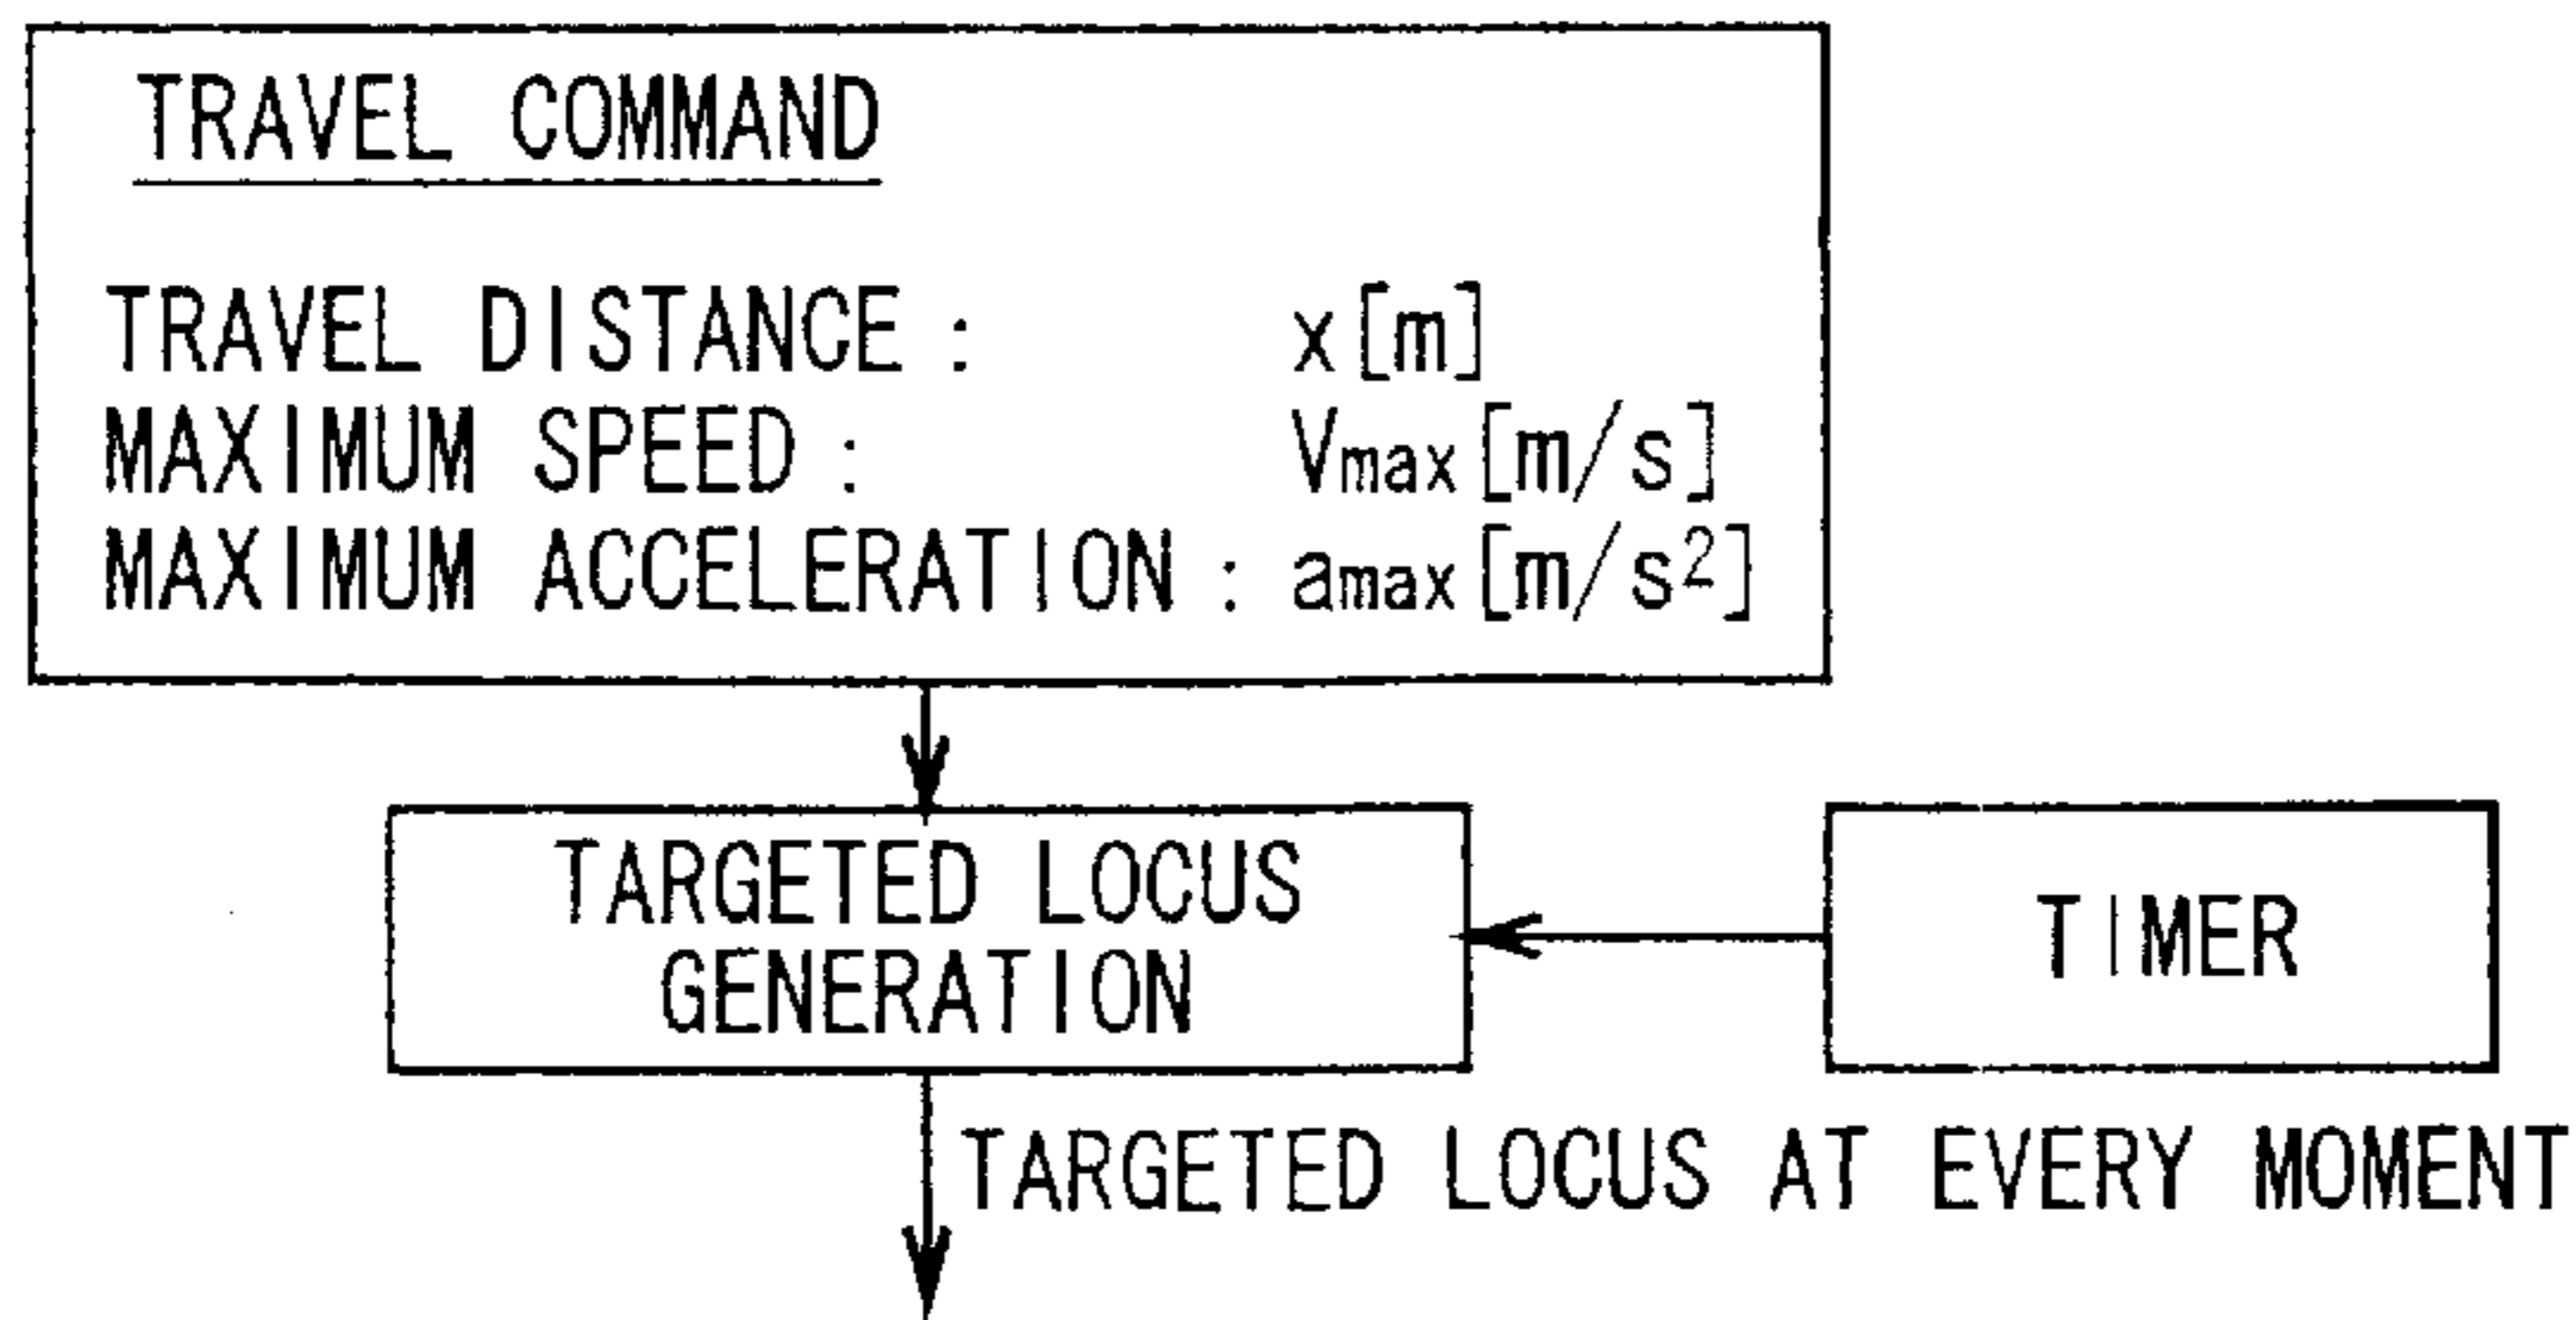 TRAVEL COMMAND
TRAVEL DISTANCE : x[m]
MAXIMUM SPEED : Vmax[m/s]
MAXIMUM ACCELERATION : amax[m/s²]
TARGETED LOCUS
GENERATION
TIMER
TARGETED LOCUS AT EVERY MOMENT